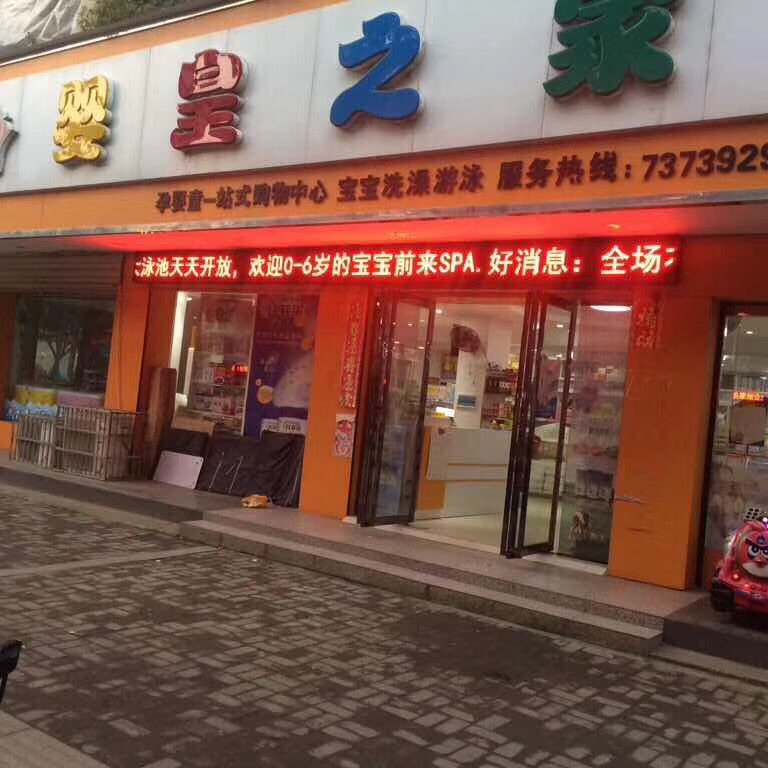 婴皇之家
孕婴童一站式购物中心 宝宝洗澡游泳 服务热线:7373929
泳池天天开放,欢迎0-6岁的宝宝前来SPA.好消息:全场